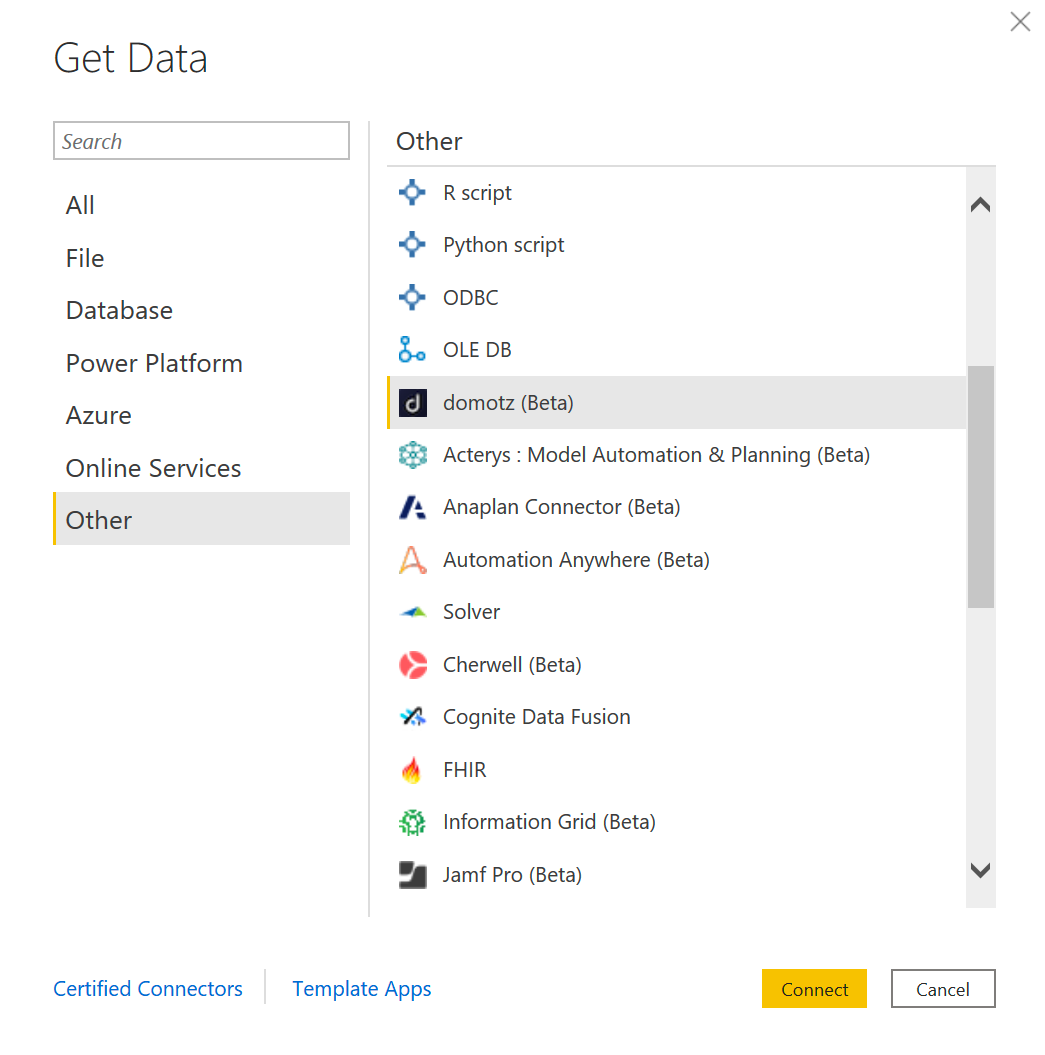 Get Data
Search
All
File
Database
Power Platform
Azure
Online Services
Other
Other
R script
Python script
ODBC
OLE DB
domotz (Beta)
Acterys : Model Automation & Planning (Beta)
Anaplan Connector (Beta)
Automation Anywhere (Beta)
Solver
Cherwell (Beta)
Cognite Data Fusion
FHIR
Information Grid (Beta)
Jamf Pro (Beta)
Certified Connectors
Template Apps
Connect
Cancel